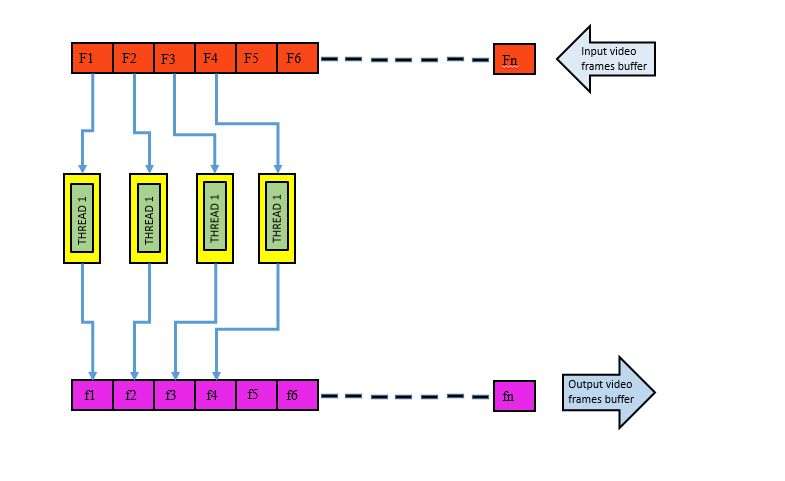 F1 F2 F3 F4 F5 F6 Fn
Input video
frames buffer
THREAD 1 THREAD 1 THREAD 1 THREAD 1
f1 f2 f3 f4 f5 f6 fn
Output video
frames buffer